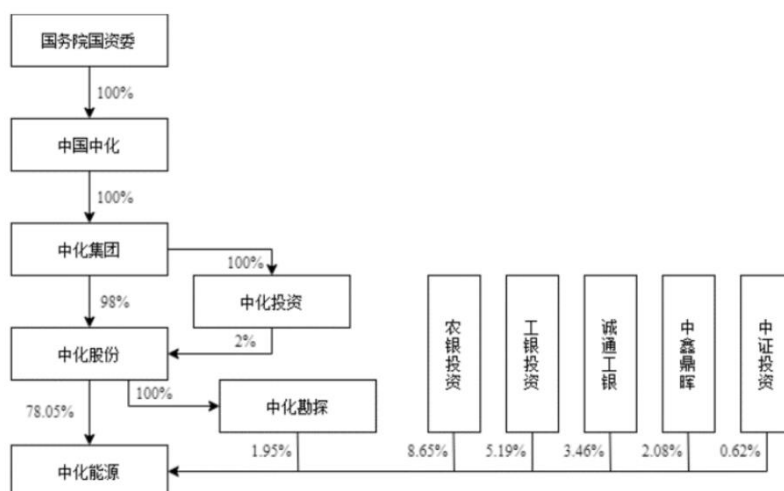 国务院国资委
100%
中国中化
100%
中化集团
100%
98%
中化投资
2%
中化股份
100%
78.05%
中化勘探
1.95%
农银投资
8.65%
工银投资
5.19%
诚通工银
3.46%
中鑫鼎晖
2.08%
中证投资
0.62%
中化能源